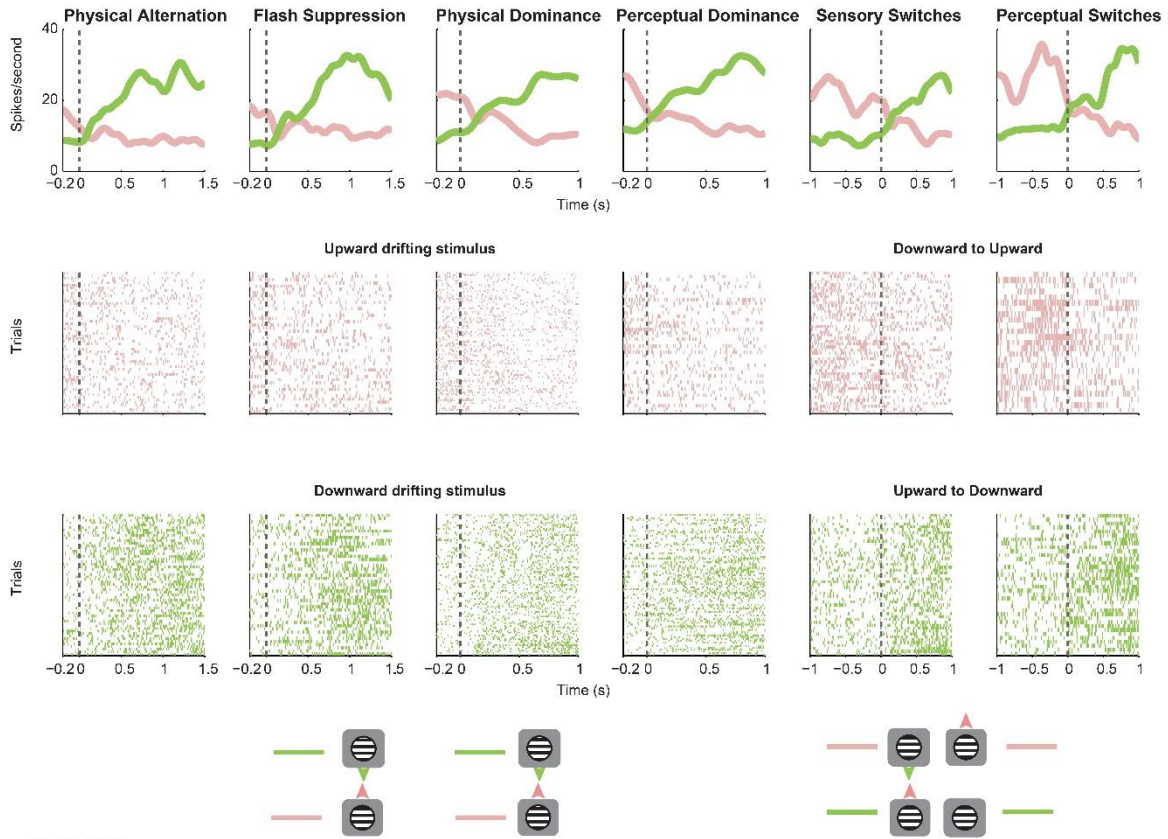 Physical Alternation Flash Suppression Physical Dominance Perceptual Dominance Sensory Switches Perceptual Switches
40
20
0
Spikes/second
−0.2 0 0.5 1 1.5 −0.2 0 0.5 1 1.5 −0.2 0 0.5 1 −0.2 0 0.5 1 −1 −0.5 0 0.5 1 −1 −0.5 0 0.5 1
Time (s)
Upward drifting stimulus Downward to Upward
Trials
Downward drifting stimulus Upward to Downward
Trials
−0.2 0 0.5 1 1.5 −0.2 0 0.5 1 1.5 −0.2 0 0.5 1 −0.2 0 0.5 1 −1 −0.5 0 0.5 1 −1 −0.5 0 0.5 1
Time (s)